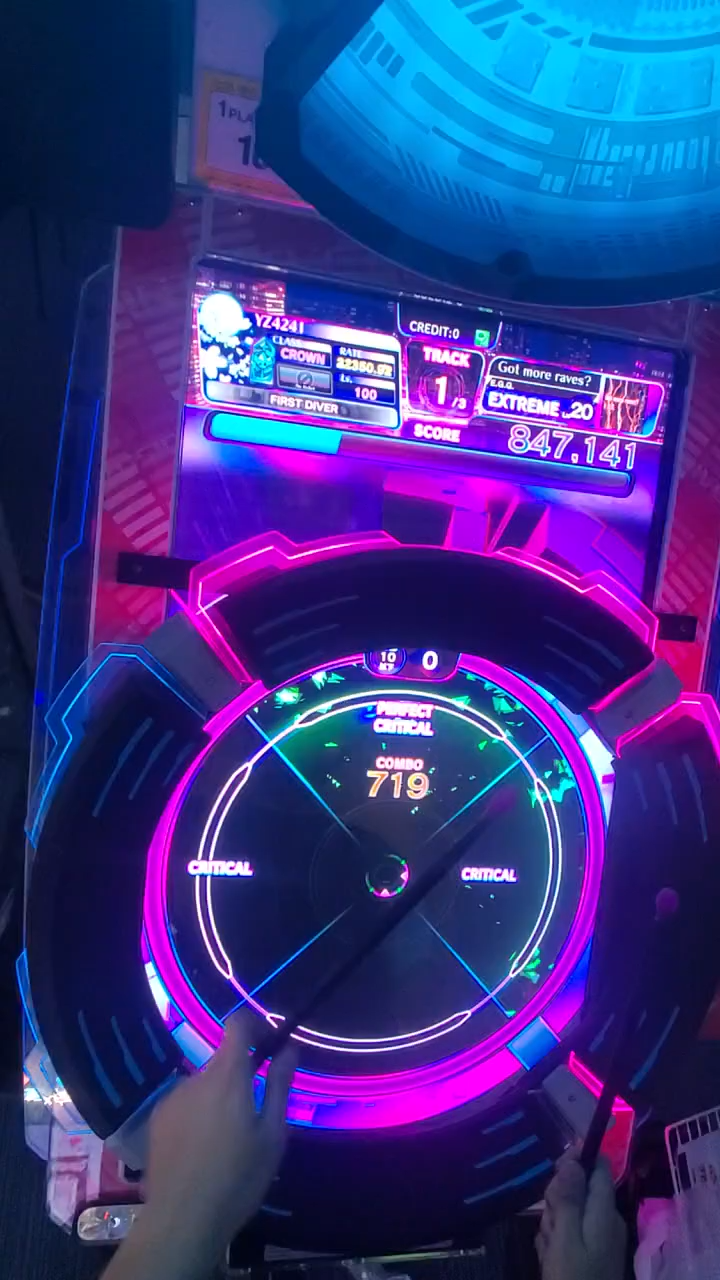 1PLA
YZ4241
CLASS
CROWN
RATE
22350.92
Lv.
100
FIRST DIVER
CREDIT:0
TRACK
1/3
Got more raves?
E.G.G.
EXTREME Lv.20
SCORE
847,141
10
0
PERFECT
CRITICAL
COMBO
719
CRITICAL
CRITICAL